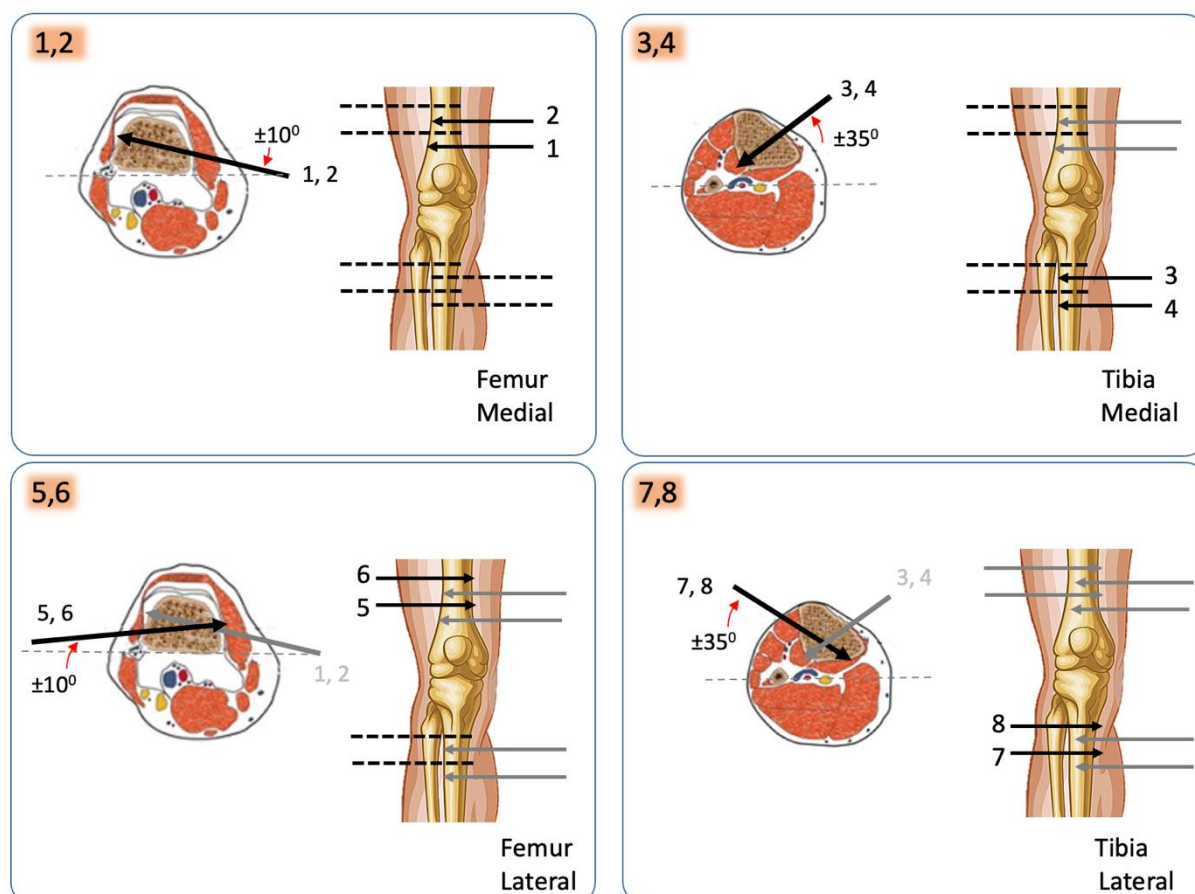 1,2
±10⁰
1, 2
2
1
Femur
Medial
3,4
3, 4
±35⁰
3
4
Tibia
Medial
5,6
5, 6
±10⁰
1, 2
6
5
Femur
Lateral
7,8
7, 8
3, 4
±35⁰
8
7
Tibia
Lateral